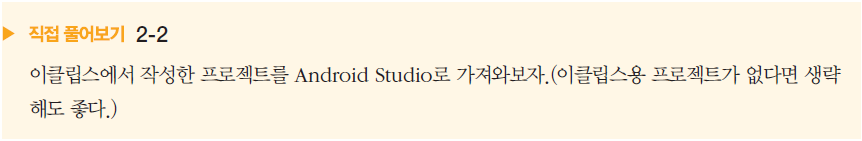 ▶ 직접 풀어보기 2-2
이클립스에서 작성한 프로젝트를 Android Studio로 가져와보자.(이클립스용 프로젝트가 없다면 생략
해도 좋다.)